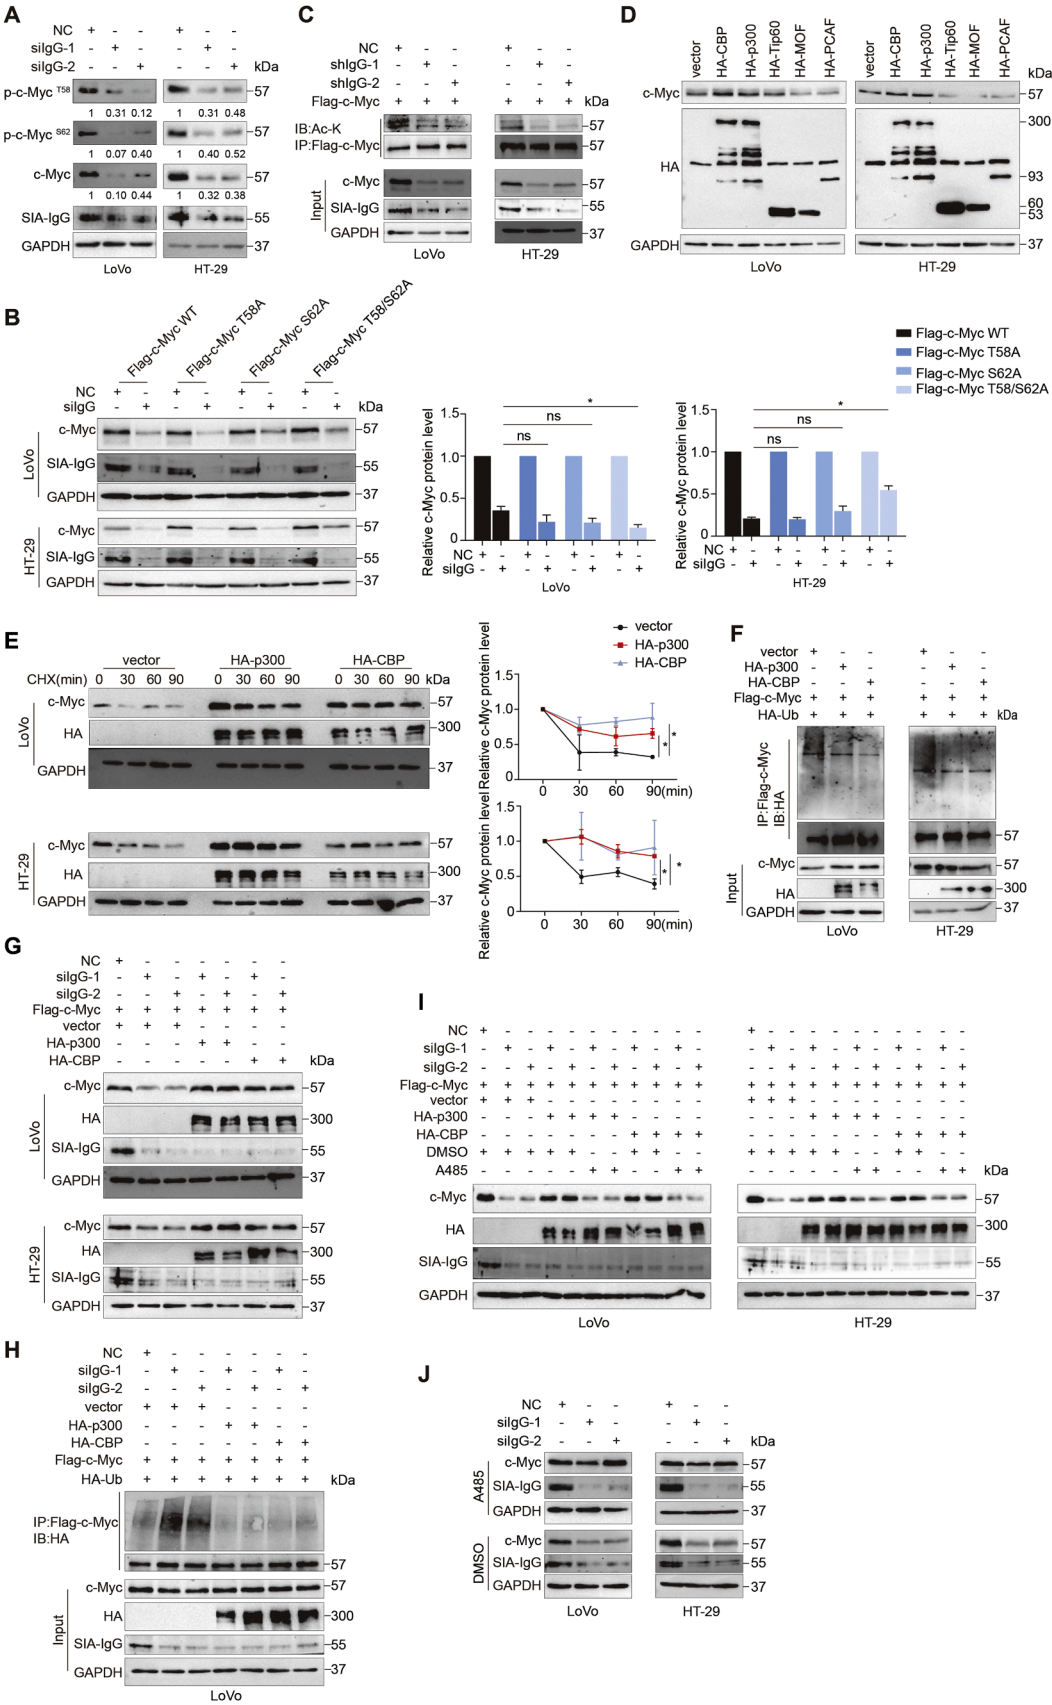 A
NC + - - + - -
siIgG-1 - + - - + -
siIgG-2 - - + - - + kDa
p-c-Myc T58 57
1 0.31 0.12 1 0.31 0.48
p-c-Myc S62 57
1 0.07 0.40 1 0.40 0.52
c-Myc 57
1 0.10 0.44 1 0.32 0.38
SIA-IgG 55
GAPDH 37
LoVo HT-29
C
NC + - - + - -
shIgG-1 - + - - + -
shIgG-2 - - + - - +
Flag-c-Myc + + + + + + kDa
IB:Ac-K 57
IP:Flag-c-Myc 57
Input
c-Myc 57
SIA-IgG 55
GAPDH 37
LoVo HT-29
D
vector HA-CBP HA-p300 HA-Tip60 HA-MOF HA-PCAF vector HA-CBP HA-p300 HA-Tip60 HA-MOF HA-PCAF
kDa
c-Myc 57
HA 300
93
60
53
GAPDH 37
LoVo HT-29
B
Flag-c-Myc WT Flag-c-Myc T58A Flag-c-Myc S62A Flag-c-Myc T58/S62A
NC + - + - + - + -
siIgG - + - + - + - + kDa
LoVo
c-Myc 57
SIA-IgG 55
GAPDH 37
HT-29
c-Myc 57
SIA-IgG 55
GAPDH 37
Relative c-Myc protein level
1.5
1.0
0.5
0
ns ns *
NC + - + - + - + -
siIgG - + - + - + - +
LoVo
Relative c-Myc protein level
1.5
1.0
0.5
0
ns ns *
NC + - + - + - + -
siIgG - + - + - + - +
HT-29
Flag-c-Myc WT
Flag-c-Myc T58A
Flag-c-Myc S62A
Flag-c-Myc T58/S62A
E
vector HA-p300 HA-CBP
CHX(min) 0 30 60 90 0 30 60 90 0 30 60 90 kDa
LoVo
c-Myc 57
HA 300
GAPDH 37
HT-29
c-Myc 57
HA 300
GAPDH 37
vector
HA-p300
HA-CBP
Relative c-Myc protein level
1.5
1.0
0.5
0
* *
0 30 60 90(min)
Relative c-Myc protein level
1.5
1.0
0.5
0
* *
0 30 60 90(min)
F
vector + - - + - -
HA-p300 - + - - + -
HA-CBP - - + - - +
Flag-c-Myc + + + + + +
HA-Ub + + + + + + kDa
IP:Flag-c-Myc
IB:HA
57
Input
c-Myc 57
HA 300
GAPDH 37
LoVo HT-29
G
NC + - - - - - -
siIgG-1 - + - + - + -
siIgG-2 - - + - + - +
Flag-c-Myc + + + + + + +
vector + + + - - - -
HA-p300 - - - + + - -
HA-CBP - - - - - + + kDa
LoVo
c-Myc 57
HA 300
SIA-IgG 55
GAPDH 37
HT-29
c-Myc 57
HA 300
SIA-IgG 55
GAPDH 37
H
NC + - - - - - -
siIgG-1 - + - + - + -
siIgG-2 - - + - + - +
vector + + + - - - -
HA-p300 - - - + + - -
HA-CBP - - - - - + +
Flag-c-Myc + + + + + + +
HA-Ub + + + + + + + kDa
IP:Flag-c-Myc
IB:HA
57
Input
c-Myc 57
HA 300
SIA-IgG 55
GAPDH 37
LoVo
I
NC + - - - - - - - - - - + - - - - - - - - - -
siIgG-1 - + - + - + - + - + - - + - + - + - + - + -
siIgG-2 - - + - + - + - + - + - - + - + - + - + - +
Flag-c-Myc + + + + + + + + + + + + + + + + + + + + + +
vector + + + - - - - - - - - + + + - - - - - - - -
HA-p300 - - - + + + + - - - - - - - + + + + - - - -
HA-CBP - - - - - - - + + + + - - - - - - - + + + +
DMSO + + + + + - - + + - - + + + + + - - + + - -
A485 - - - - - + + - - + + - - - - - + + - - + + kDa
c-Myc 57
HA 300
SIA-IgG 55
GAPDH 37
LoVo HT-29
J
NC + - - + - -
siIgG-1 - + - - + -
siIgG-2 - - + - - + kDa
A485
c-Myc 57
SIA-IgG 55
GAPDH 37
DMSO
c-Myc 57
SIA-IgG 55
GAPDH 37
LoVo HT-29